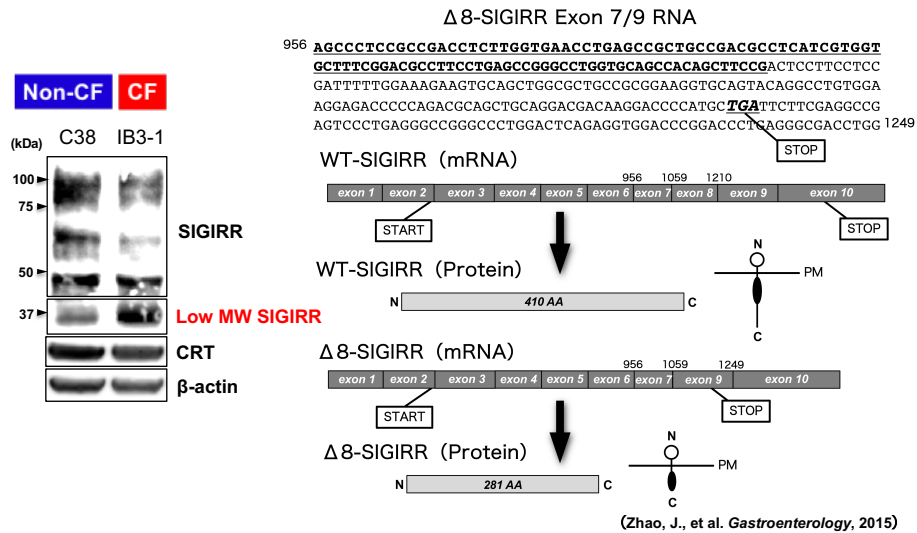 Δ8-SIGIRR Exon 7/9 RNA
956 AGCCCTCCGCCGACCTCTTGGTGAACCTGAGCCGCTGCCGACGCCTCATCGTGGT
GCTTTCGGACGCCTTCCTGAGCCGGGCCTGGTGCAGCCACAGCTTCCGACTCCTTCCTCC
GATTTTTGGAAAGAAGTGGCGCTGCCGCGGAAGGTGCAGTACAGGCCTGTGGA
AGGAGACCCCCAGACGCAGCTGCAGGACGACAAGGACCCCATGCTGATTCTTCGAGGCCG
AGTCCCTGAGGGCCGGGCCCTGGACTCAGAGGTGGACCCGGACCCTGAGGGCGACCTGG 1249
STOP
Non-CF CF
(kDa) C38 IB3-1
100
75
50
37
SIGIRR
Low MW SIGIRR
CRT
β-actin
WT-SIGIRR (mRNA)
956 1059 1210
exon 1 exon 2 exon 3 exon 4 exon 5 exon 6 exon 7 exon 8 exon 9 exon 10
START
STOP
WT-SIGIRR (Protein)
N 410 AA C
N
PM
C
Δ8-SIGIRR (mRNA)
956 1059 1249
exon 1 exon 2 exon 3 exon 4 exon 5 exon 6 exon 7 exon 9 exon 10
START
STOP
Δ8-SIGIRR (Protein)
N 281 AA C
N
PM
C
(Zhao, J., et al. Gastroenterology, 2015)